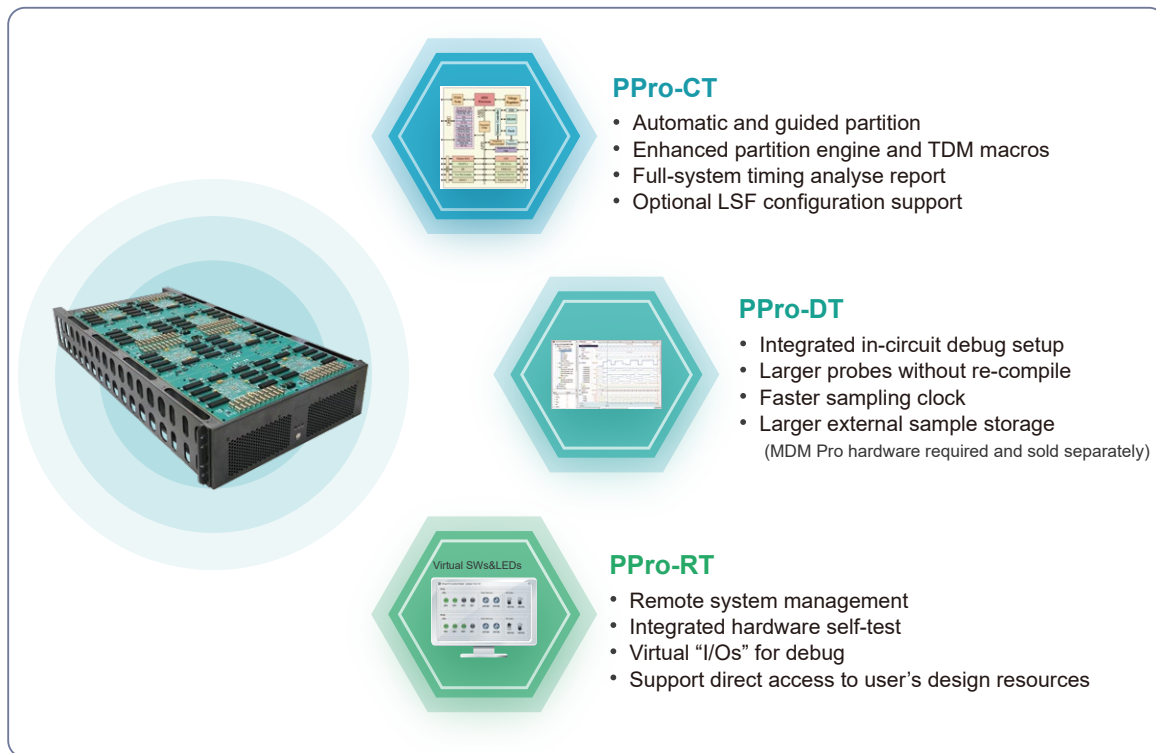 PPro-CT
• Automatic and guided partition
• Enhanced partition engine and TDM macros
• Full-system timing analyse report
• Optional LSF configuration support
PPro-DT
• Integrated in-circuit debug setup
• Larger probes without re-compile
• Faster sampling clock
• Larger external sample storage
(MDM Pro hardware required and sold separately)
Virtual SWs&LEDs
PPro-RT
• Remote system management
• Integrated hardware self-test
• Virtual “I/Os” for debug
• Support direct access to user’s design resources